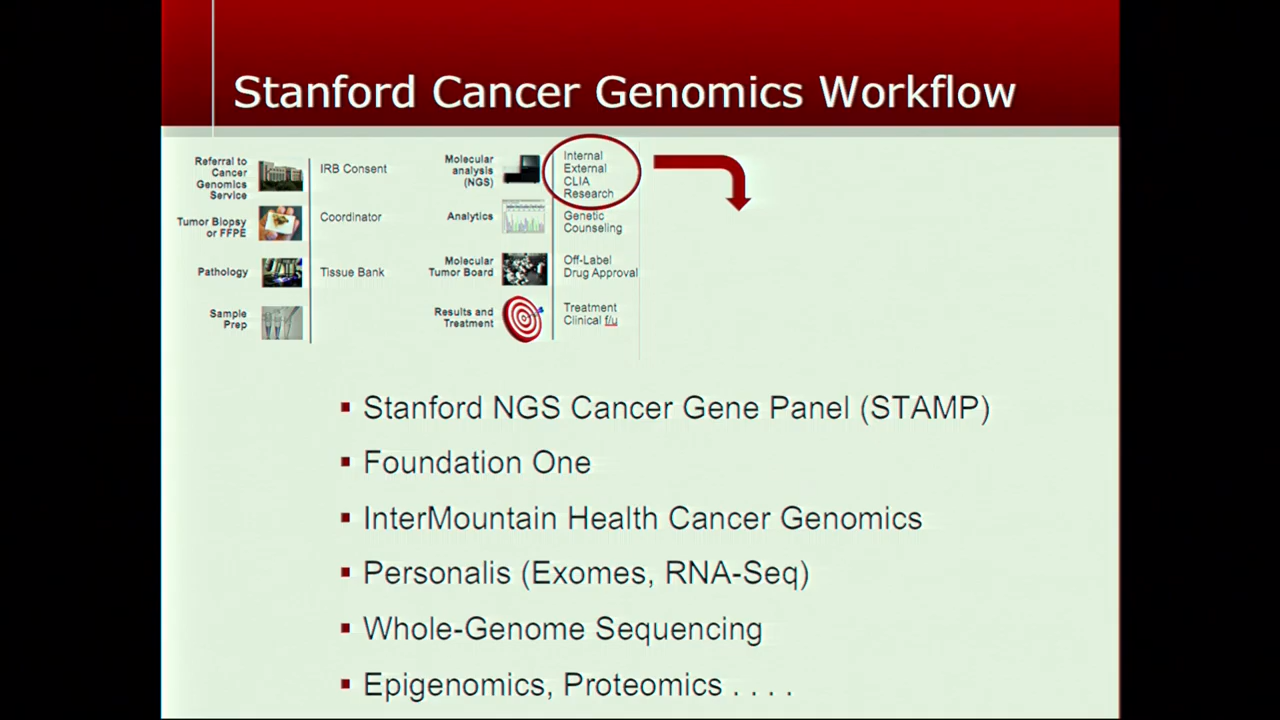 Stanford Cancer Genomics Workflow
Referral to
Cancer
Genomics
Service
IRB Consent
Tumor Biopsy
or FFPE
Coordinator
Pathology
Tissue Bank
Sample
Prep
Molecular
analysis
(NGS)
Internal
External
CLIA
Research
Analytics
Genetic
Counseling
Molecular
Tumor Board
Off-Label
Drug Approval
Results and
Treatment
Treatment
Clinical f/u
▪ Stanford NGS Cancer Gene Panel (STAMP)
▪ Foundation One
▪ InterMountain Health Cancer Genomics
▪ Personalis (Exomes, RNA-Seq)
▪ Whole-Genome Sequencing
▪ Epigenomics, Proteomics . . . .